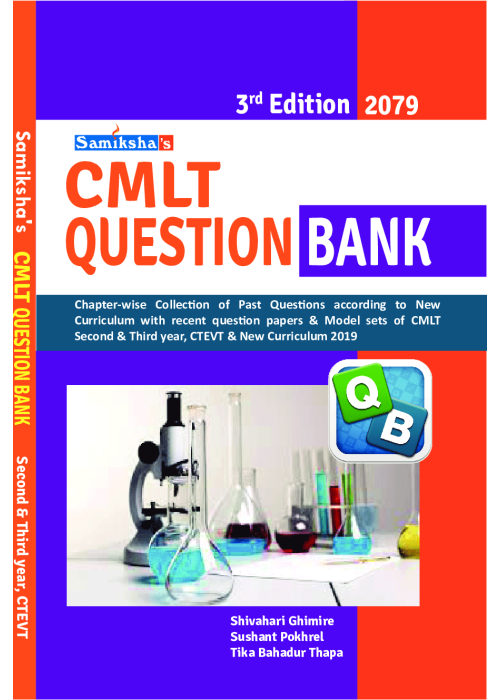 3rd Edition 2079
Samiksha's
CMLT
QUESTION BANK
Chapter-wise Collection of Past Questions according to New
Curriculum with recent question papers & Model sets of CMLT
Second & Third year, CTEVT & New Curriculum 2019
Q
B
Shivahari Ghimire
Sushant Pokhrel
Tika Bahadur Thapa
Samiksha's CMLT QUESTION BANK Second & Third year, CTEVT